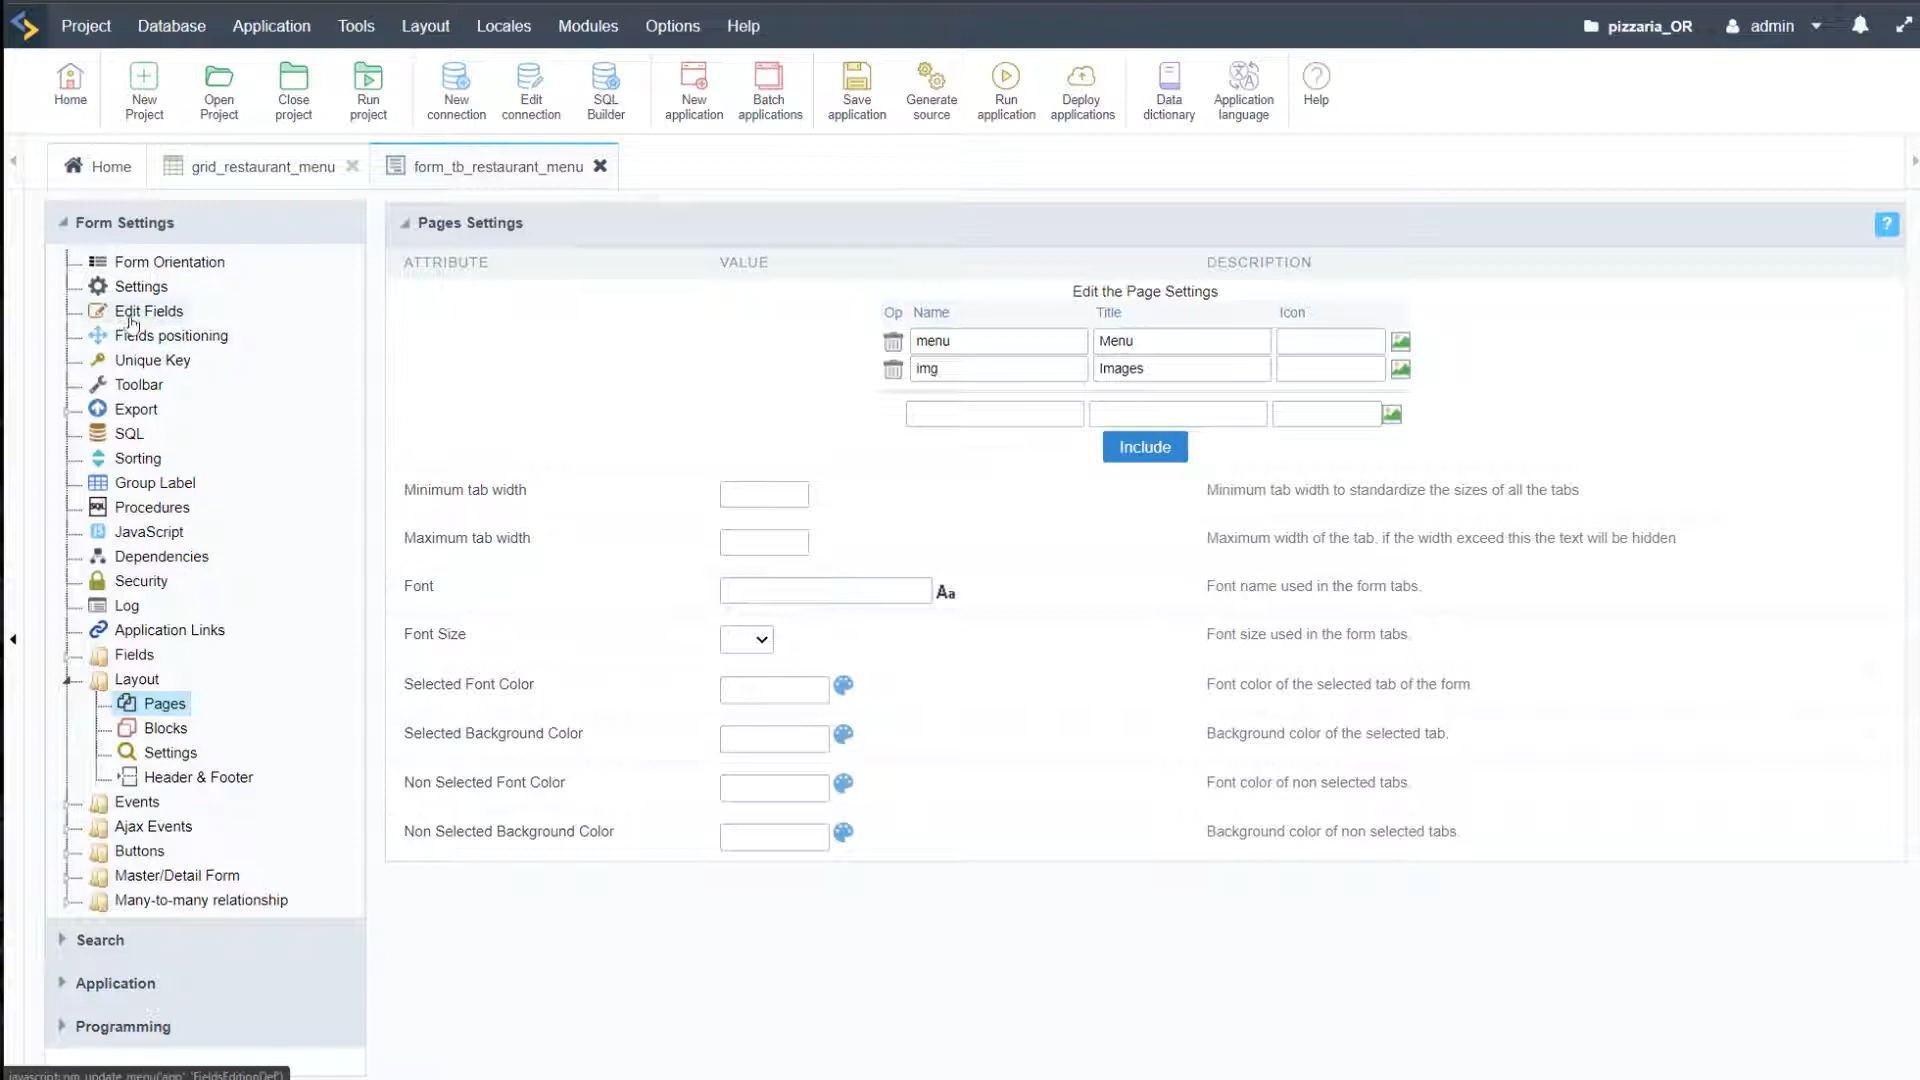 Project Database Application Tools Layout Locales Modules Options Help pizzaria_OR admin
Home New Project Open Project Close project Run project New connection Edit connection SQL Builder New application Batch applications Save application Generate source Run application Deploy applications Data dictionary Application language Help
Home grid_restaurant_menu form_tb_restaurant_menu
Form Settings
Form Orientation
Settings
Edit Fields
Fields positioning
Unique Key
Toolbar
Export
SQL
Sorting
Group Label
Procedures
JavaScript
Dependencies
Security
Log
Application Links
Fields
Layout
Pages
Blocks
Settings
Header & Footer
Events
Ajax Events
Buttons
Master/Detail Form
Many-to-many relationship
Search
Application
Programming
Pages Settings ?
ATTRIBUTE VALUE DESCRIPTION
Edit the Page Settings
Op Name Title Icon
menu Menu
img Images
Include
Minimum tab width Minimum tab width to standardize the sizes of all the tabs
Maximum tab width Maximum width of the tab. if the width exceed this the text will be hidden
Font Aa Font name used in the form tabs.
Font Size Font size used in the form tabs.
Selected Font Color Font color of the selected tab of the form
Selected Background Color Background color of the selected tab.
Non Selected Font Color Font color of non selected tabs.
Non Selected Background Color Background color of non selected tabs.